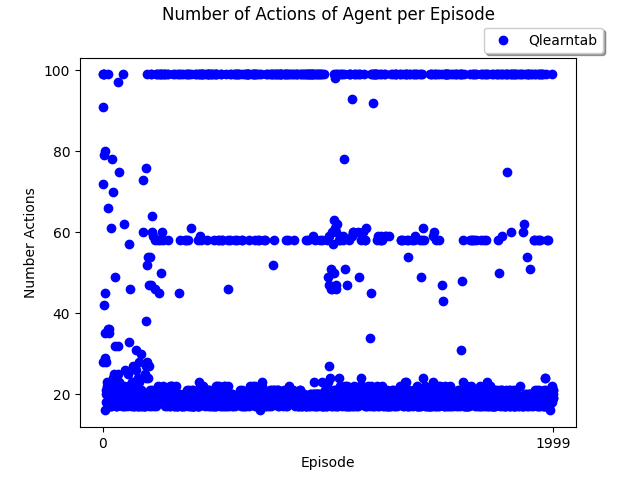 Number of Actions of Agent per Episode
Qlearntab
100
80
60
40
20
Number Actions
0
1999
Episode